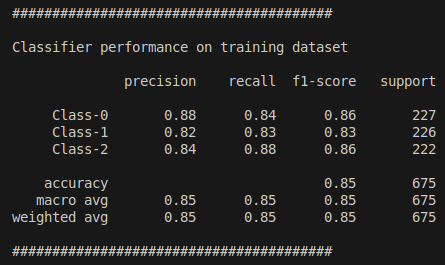 ########################################
Classifier performance on training dataset
precision recall f1-score support
Class-0 0.88 0.84 0.86 227
Class-1 0.82 0.83 0.83 226
Class-2 0.84 0.88 0.86 222
accuracy 0.85 675
macro avg 0.85 0.85 0.85 675
weighted avg 0.85 0.85 0.85 675
########################################